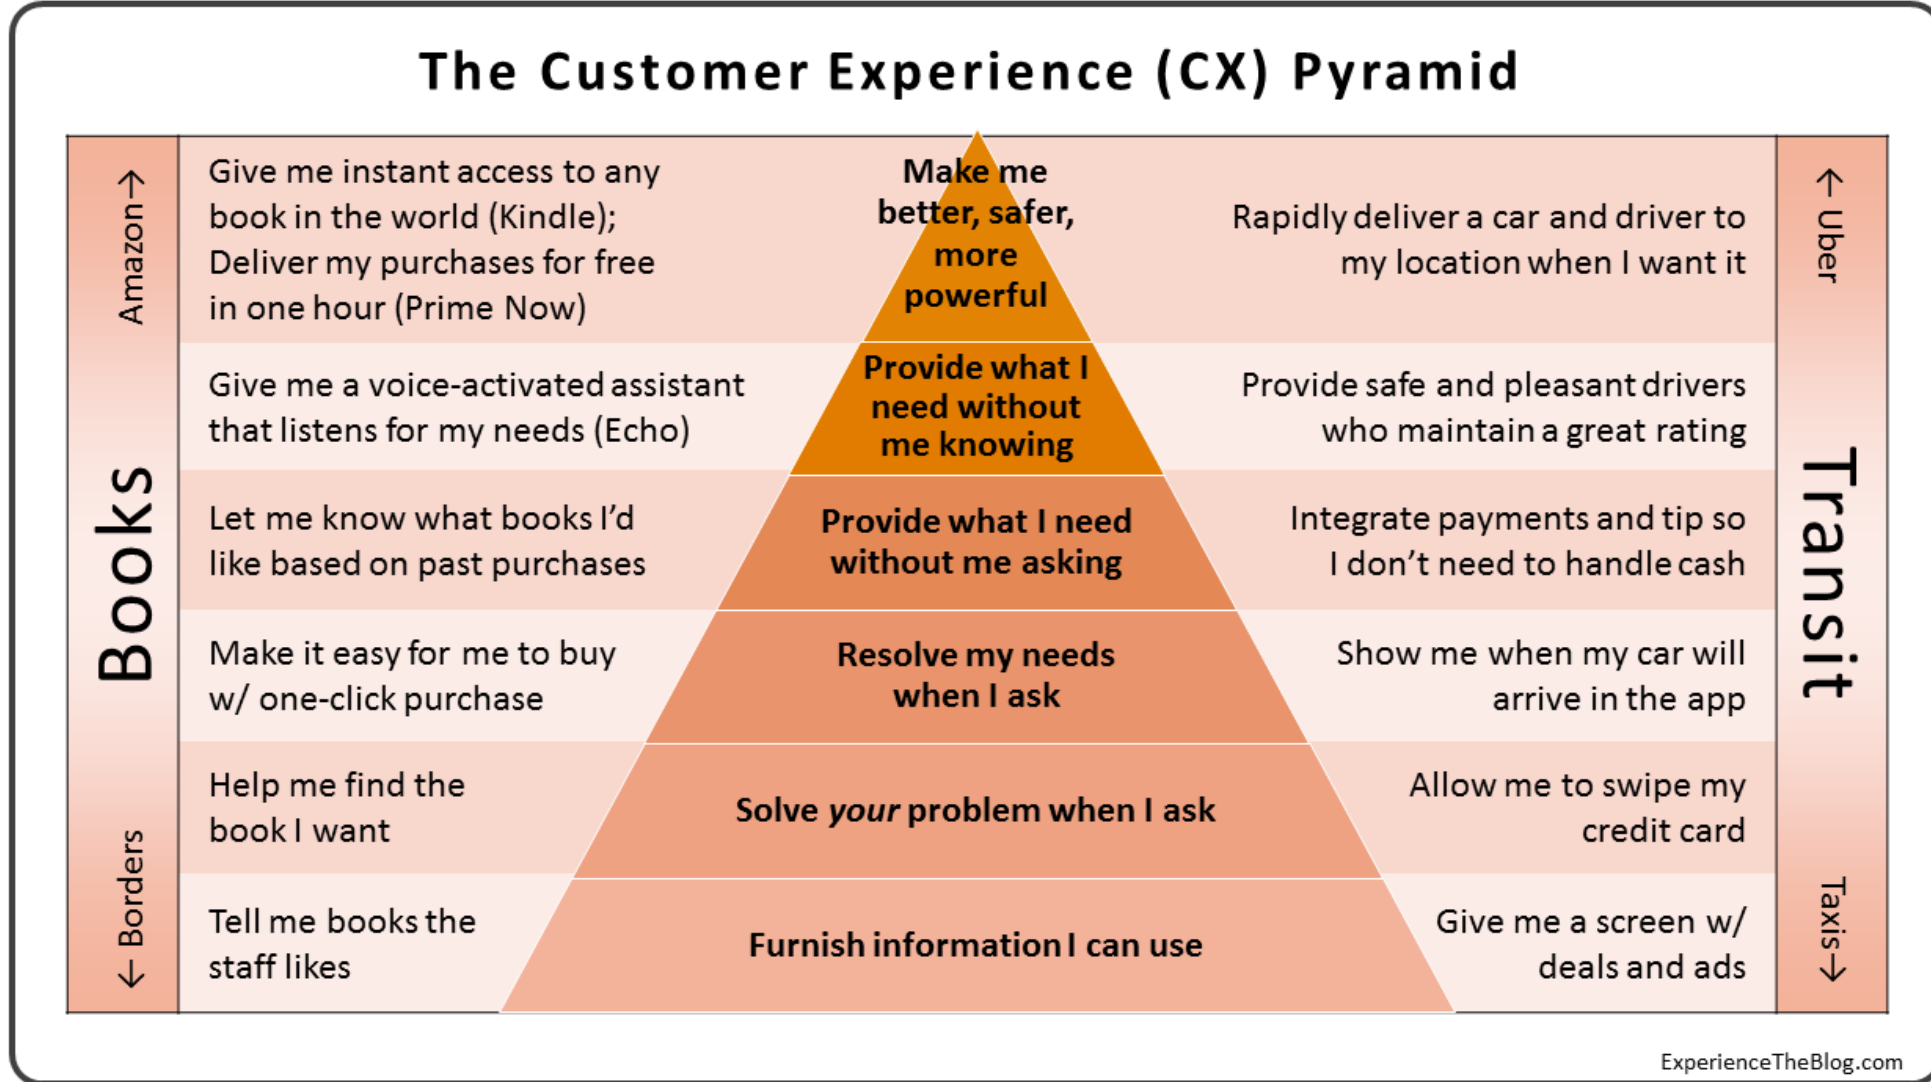 The Customer Experience (CX) Pyramid
Amazon→
Books
← Borders
Give me instant access to any
book in the world (Kindle);
Deliver my purchases for free
in one hour (Prime Now)
Make me
better, safer,
more
powerful
Rapidly deliver a car and driver to
my location when I want it
Give me a voice-activated assistant
that listens for my needs (Echo)
Provide what I
need without
me knowing
Provide safe and pleasant drivers
who maintain a great rating
Let me know what books I’d
like based on past purchases
Provide what I need
without me asking
Integrate payments and tip so
I don’t need to handle cash
Make it easy for me to buy
w/ one-click purchase
Resolve my needs
when I ask
Show me when my car will
arrive in the app
Help me find the
book I want
Solve your problem when I ask
Allow me to swipe my
credit card
Tell me books the
staff likes
Furnish information I can use
Give me a screen w/
deals and ads
← Uber
Transit
Taxis→
ExperienceTheBlog.com